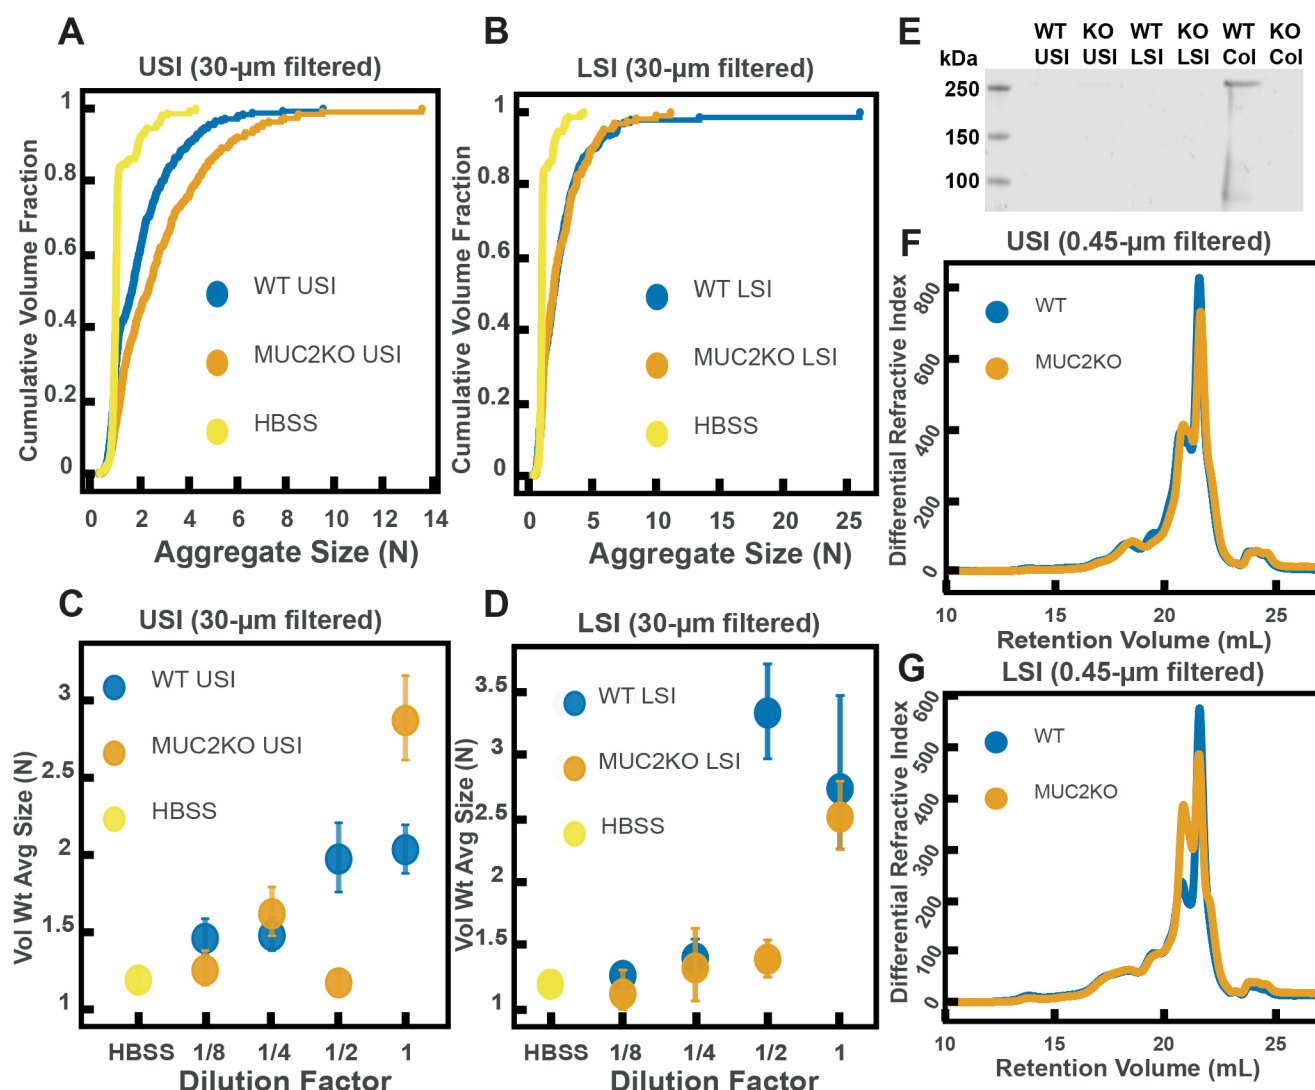 A
USI (30-µm filtered)
Cumulative Volume Fraction
1
0.8
0.6
0.4
0.2
0
WT USI
MUC2KO USI
HBSS
0 2 4 6 8 10 12 14
Aggregate Size (N)
B
LSI (30-µm filtered)
Cumulative Volume Fraction
1
0.8
0.6
0.4
0.2
0
WT LSI
MUC2KO LSI
HBSS
0 5 10 15 20 25
Aggregate Size (N)
C
USI (30-µm filtered)
Vol Wt Avg Size (N)
3
2.5
2
1.5
1
WT USI
MUC2KO USI
HBSS
HBSS 1/8 1/4 1/2 1
Dilution Factor
D
LSI (30-µm filtered)
Vol Wt Avg Size (N)
3.5
3
2.5
2
1.5
1
WT LSI
MUC2KO LSI
HBSS
HBSS 1/8 1/4 1/2 1
Dilution Factor
E
WT KO WT KO WT KO
USI USI LSI LSI Col Col
kDa
250
150
100
F
USI (0.45-µm filtered)
Differential Refractive Index
800
600
400
200
0
WT
MUC2KO
10 15 20 25
Retention Volume (mL)
G
LSI (0.45-µm filtered)
Differential Refractive Index
600
500
400
300
200
100
0
WT
MUC2KO
10 15 20 25
Retention Volume (mL)